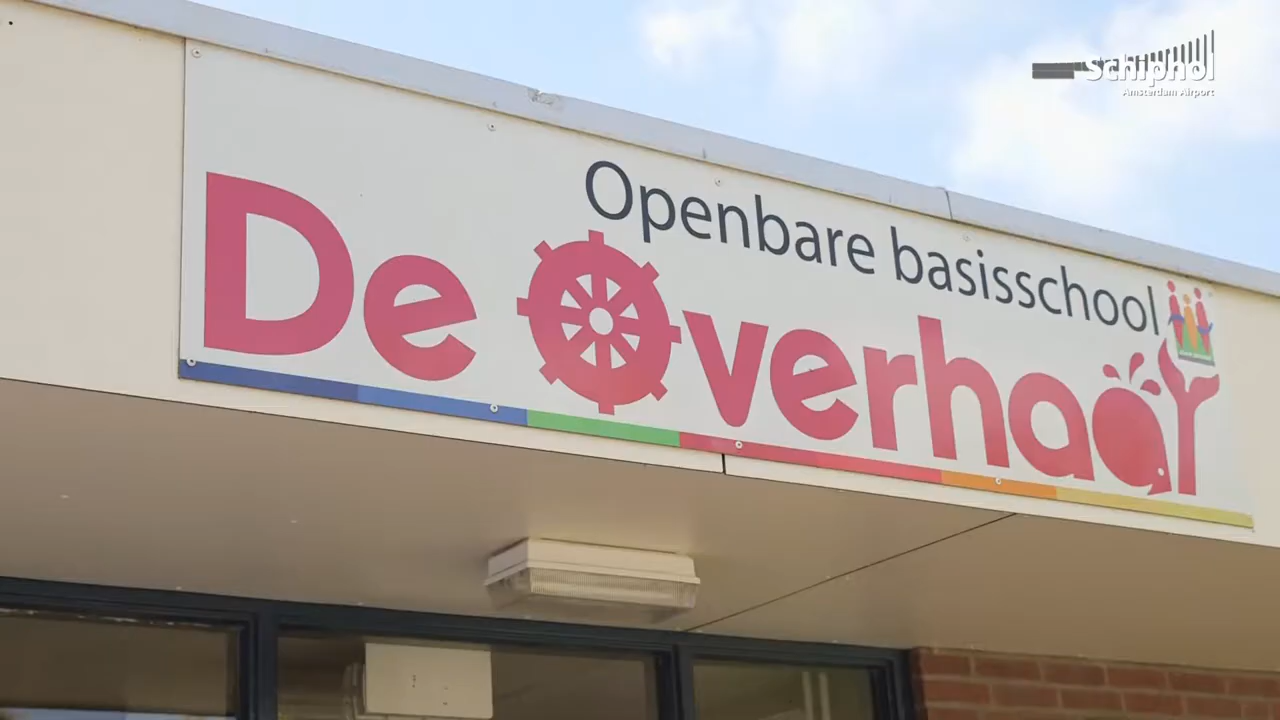 Schiphol
Amsterdam Airport
Openbare basisschool
De Overhaal